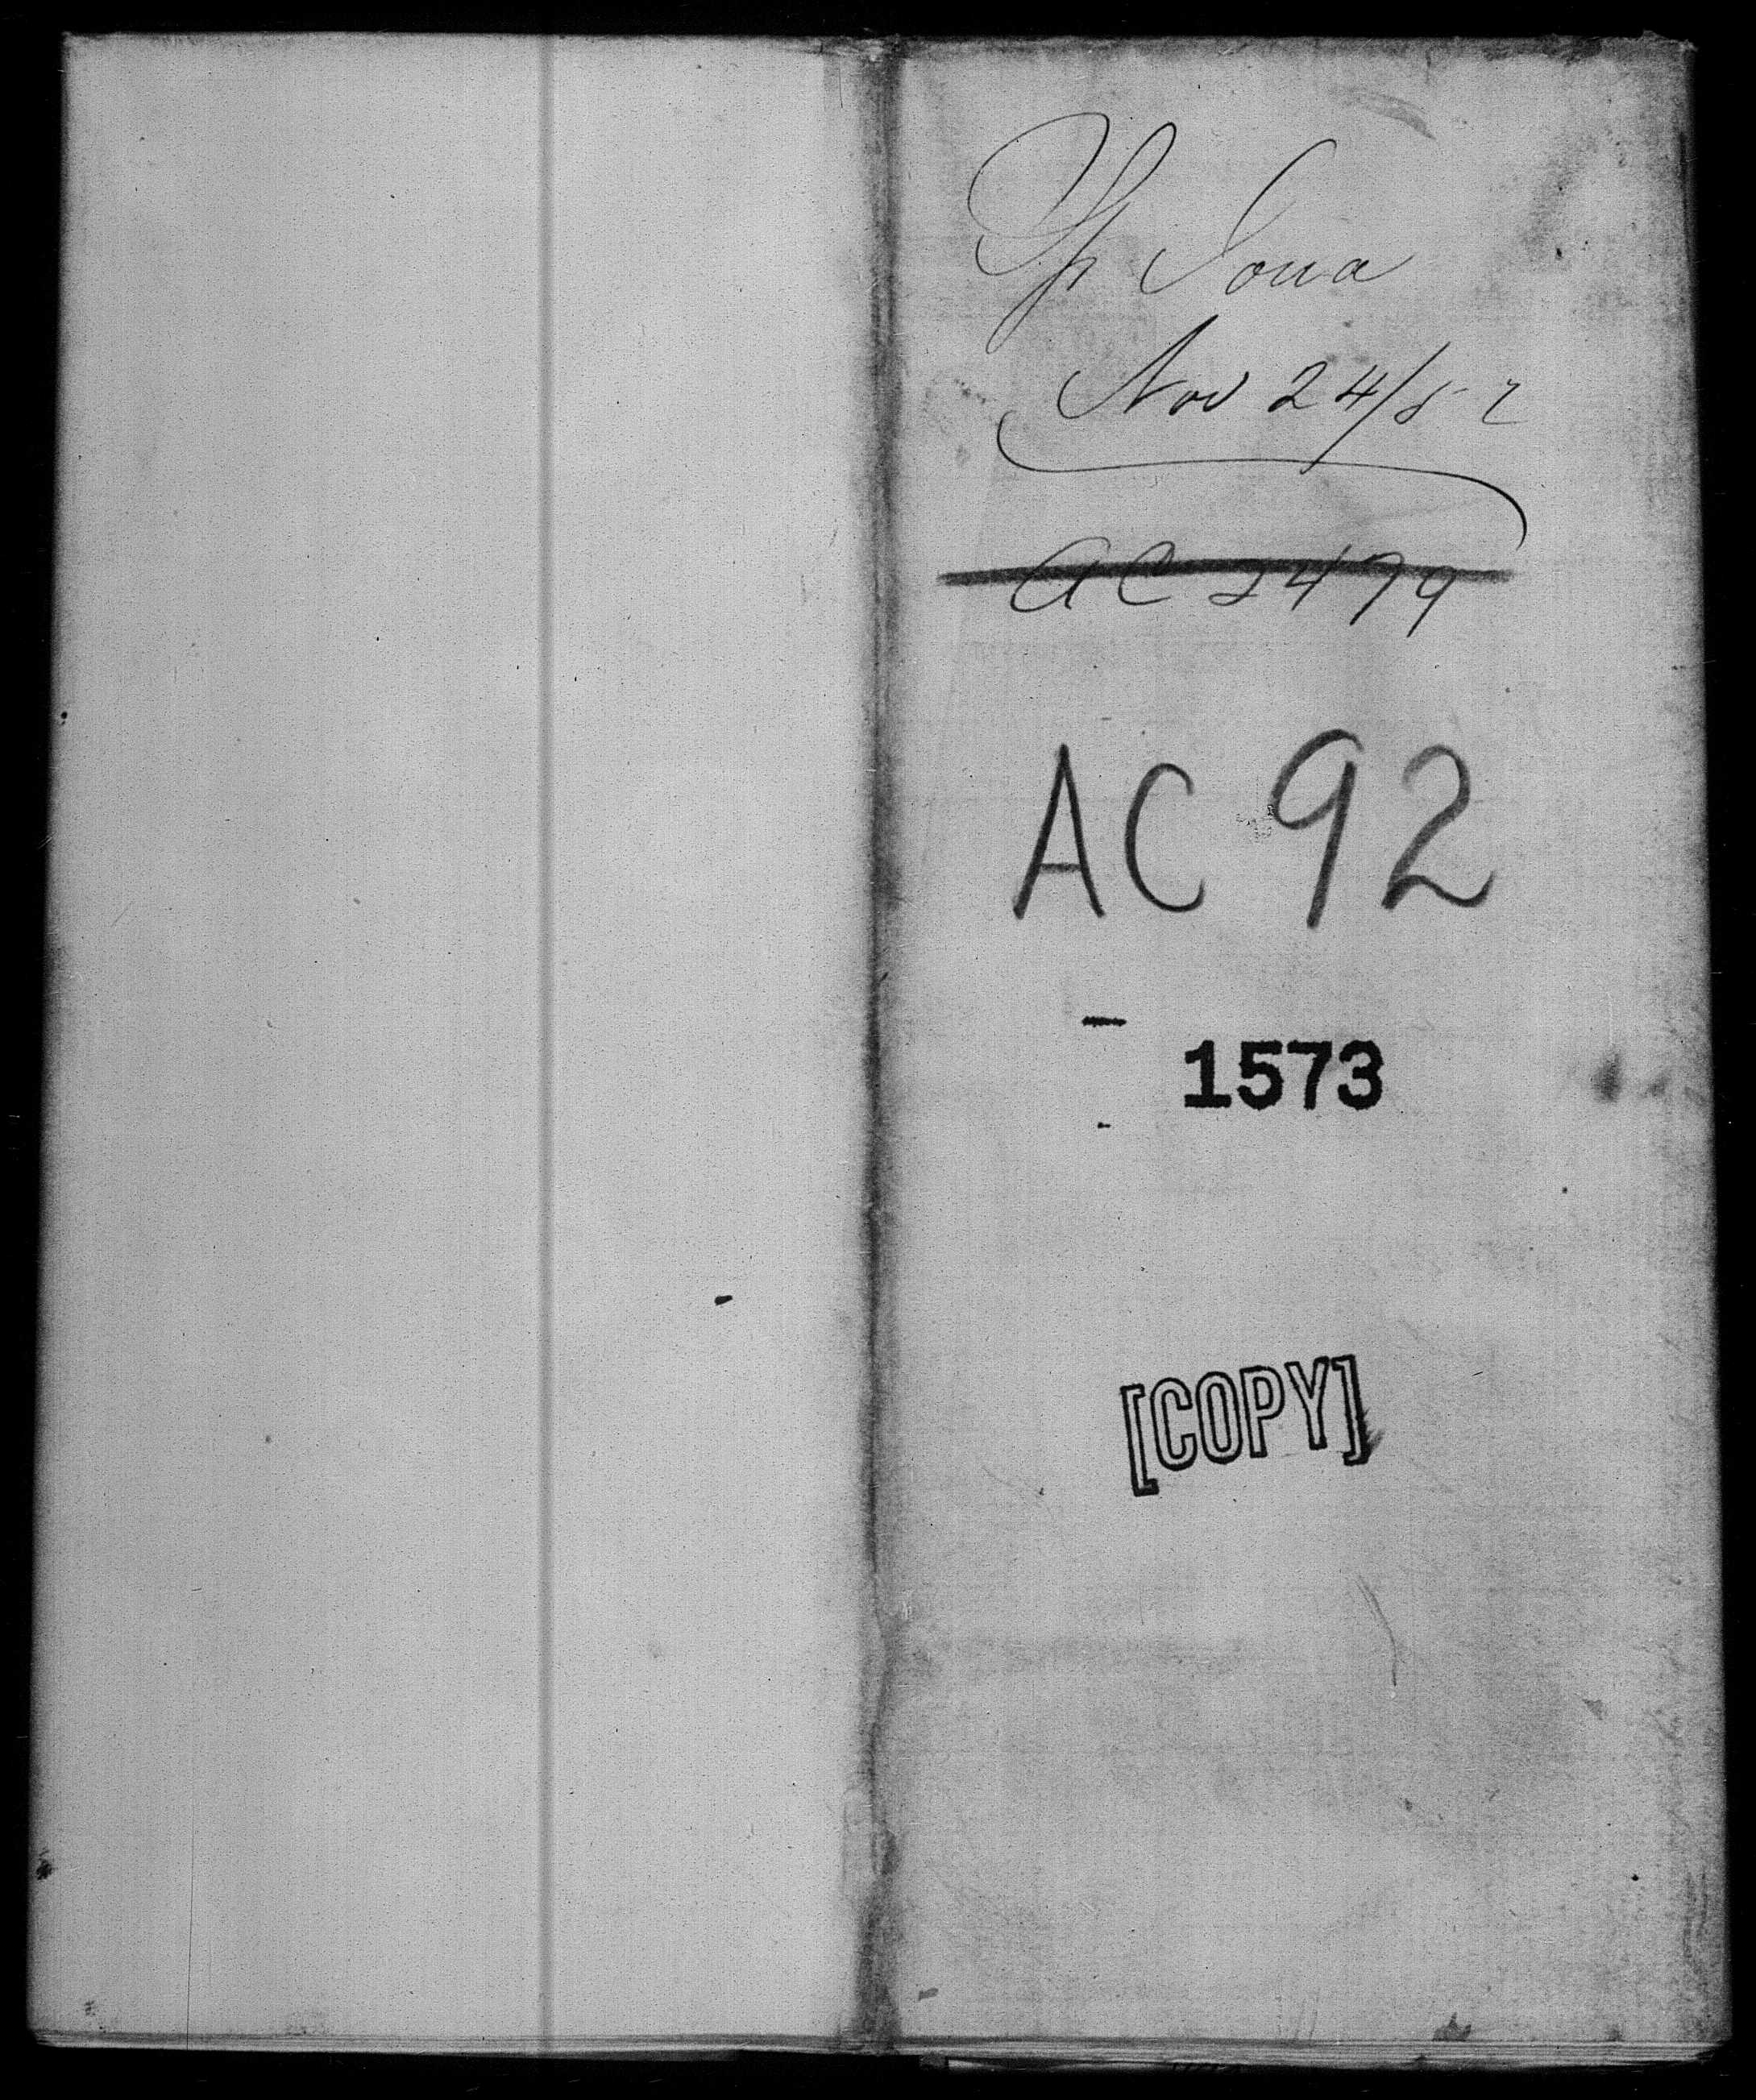 Iowa
Nov 24/52
AC 2479
AC 92
1573
[COPY]